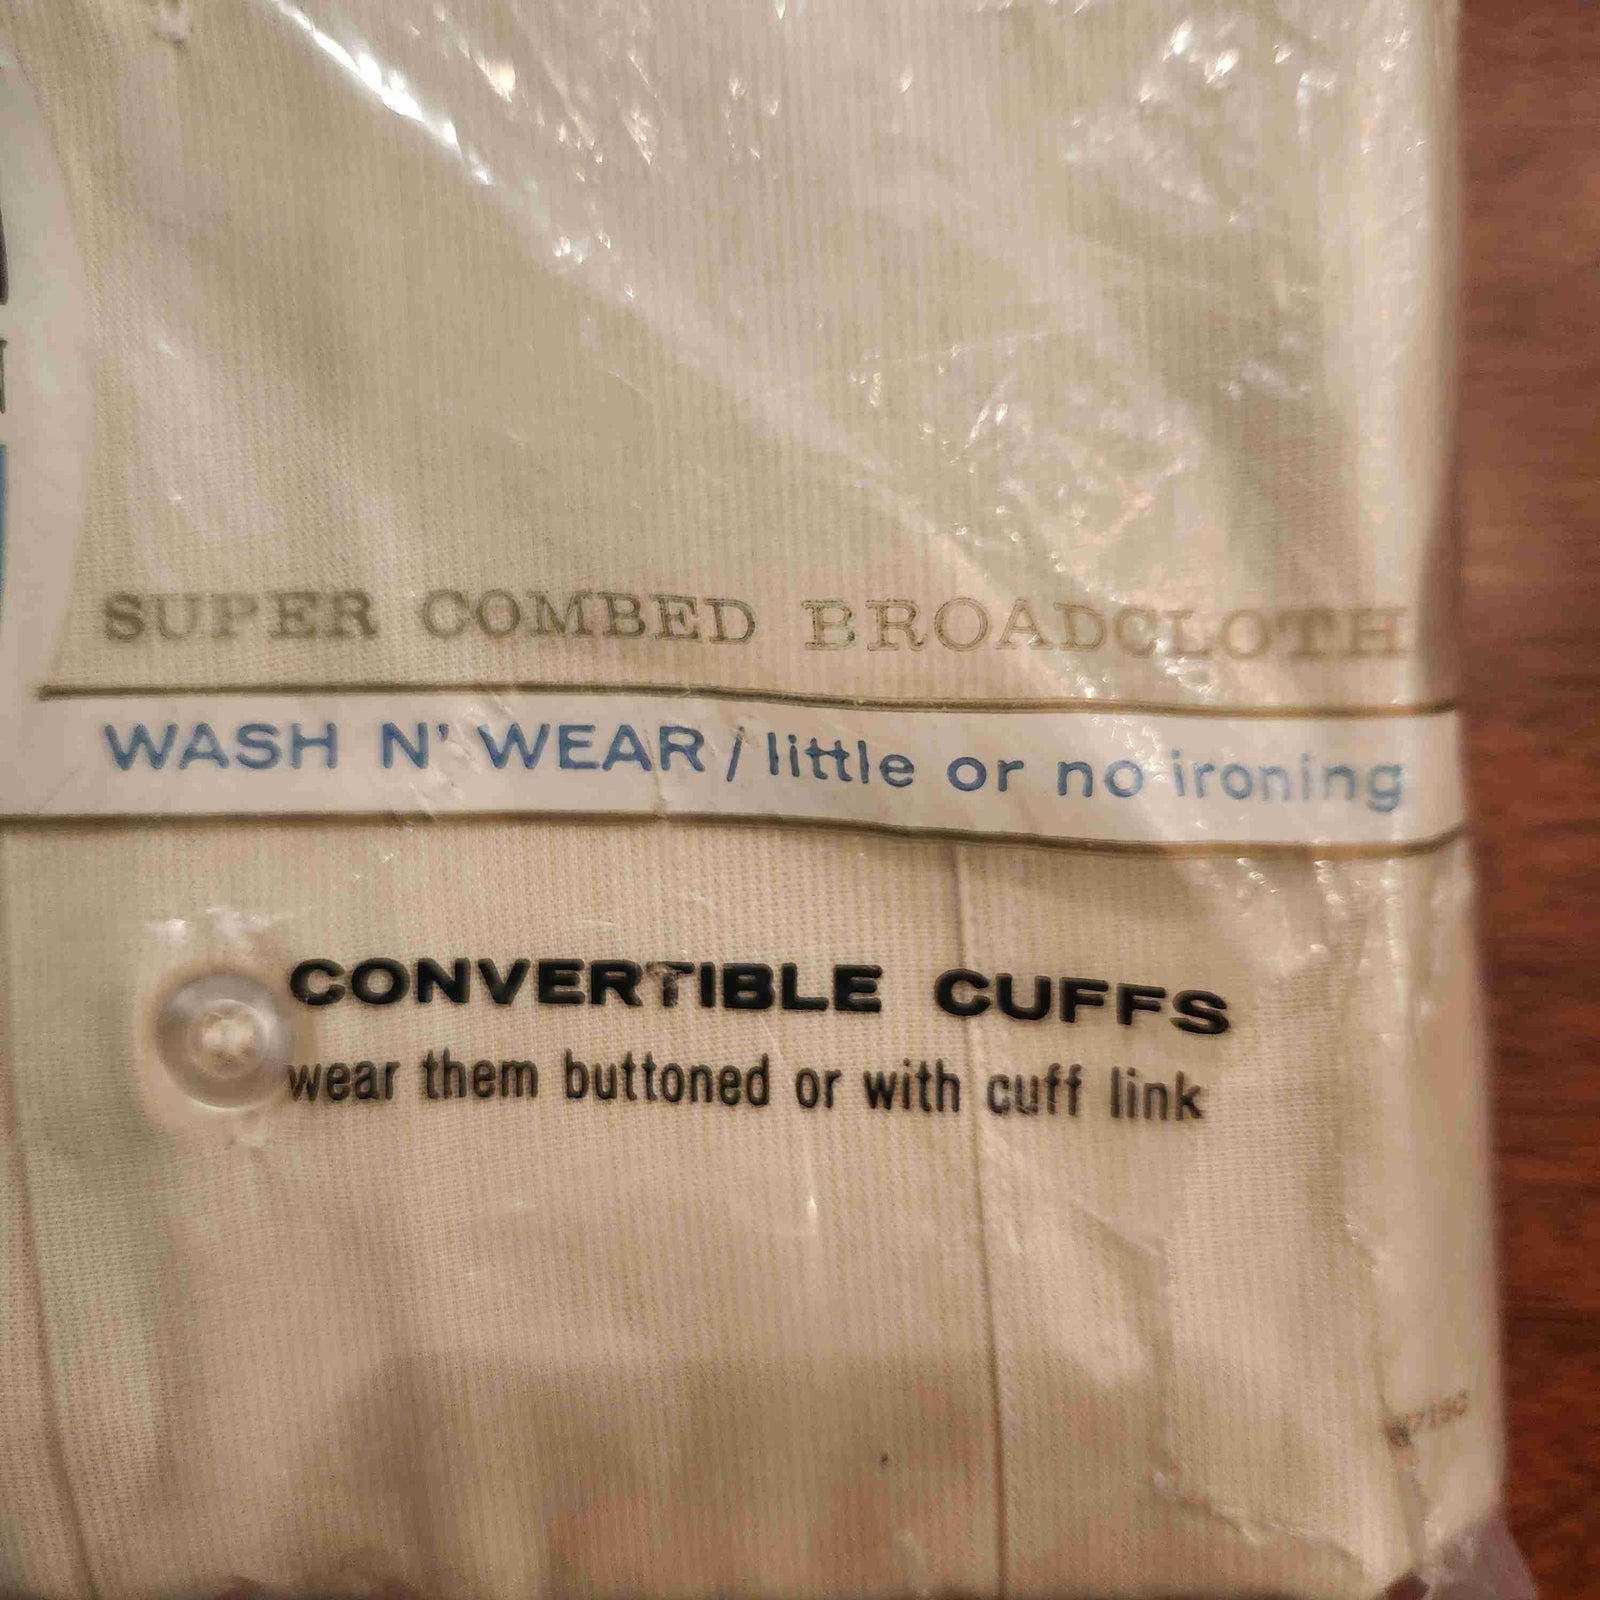 SUPER COMBED BROADCLOTH
WASH N' WEAR / little or no ironing
CONVERTIBLE CUFFS
wear them buttoned or with cuff link